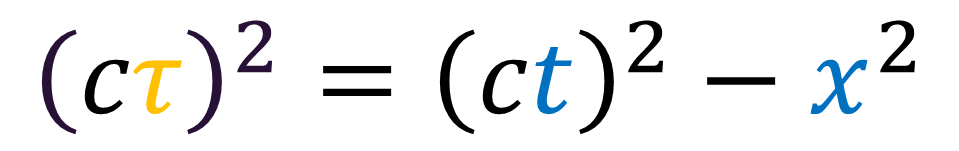 (cτ)² = (ct)² − x²